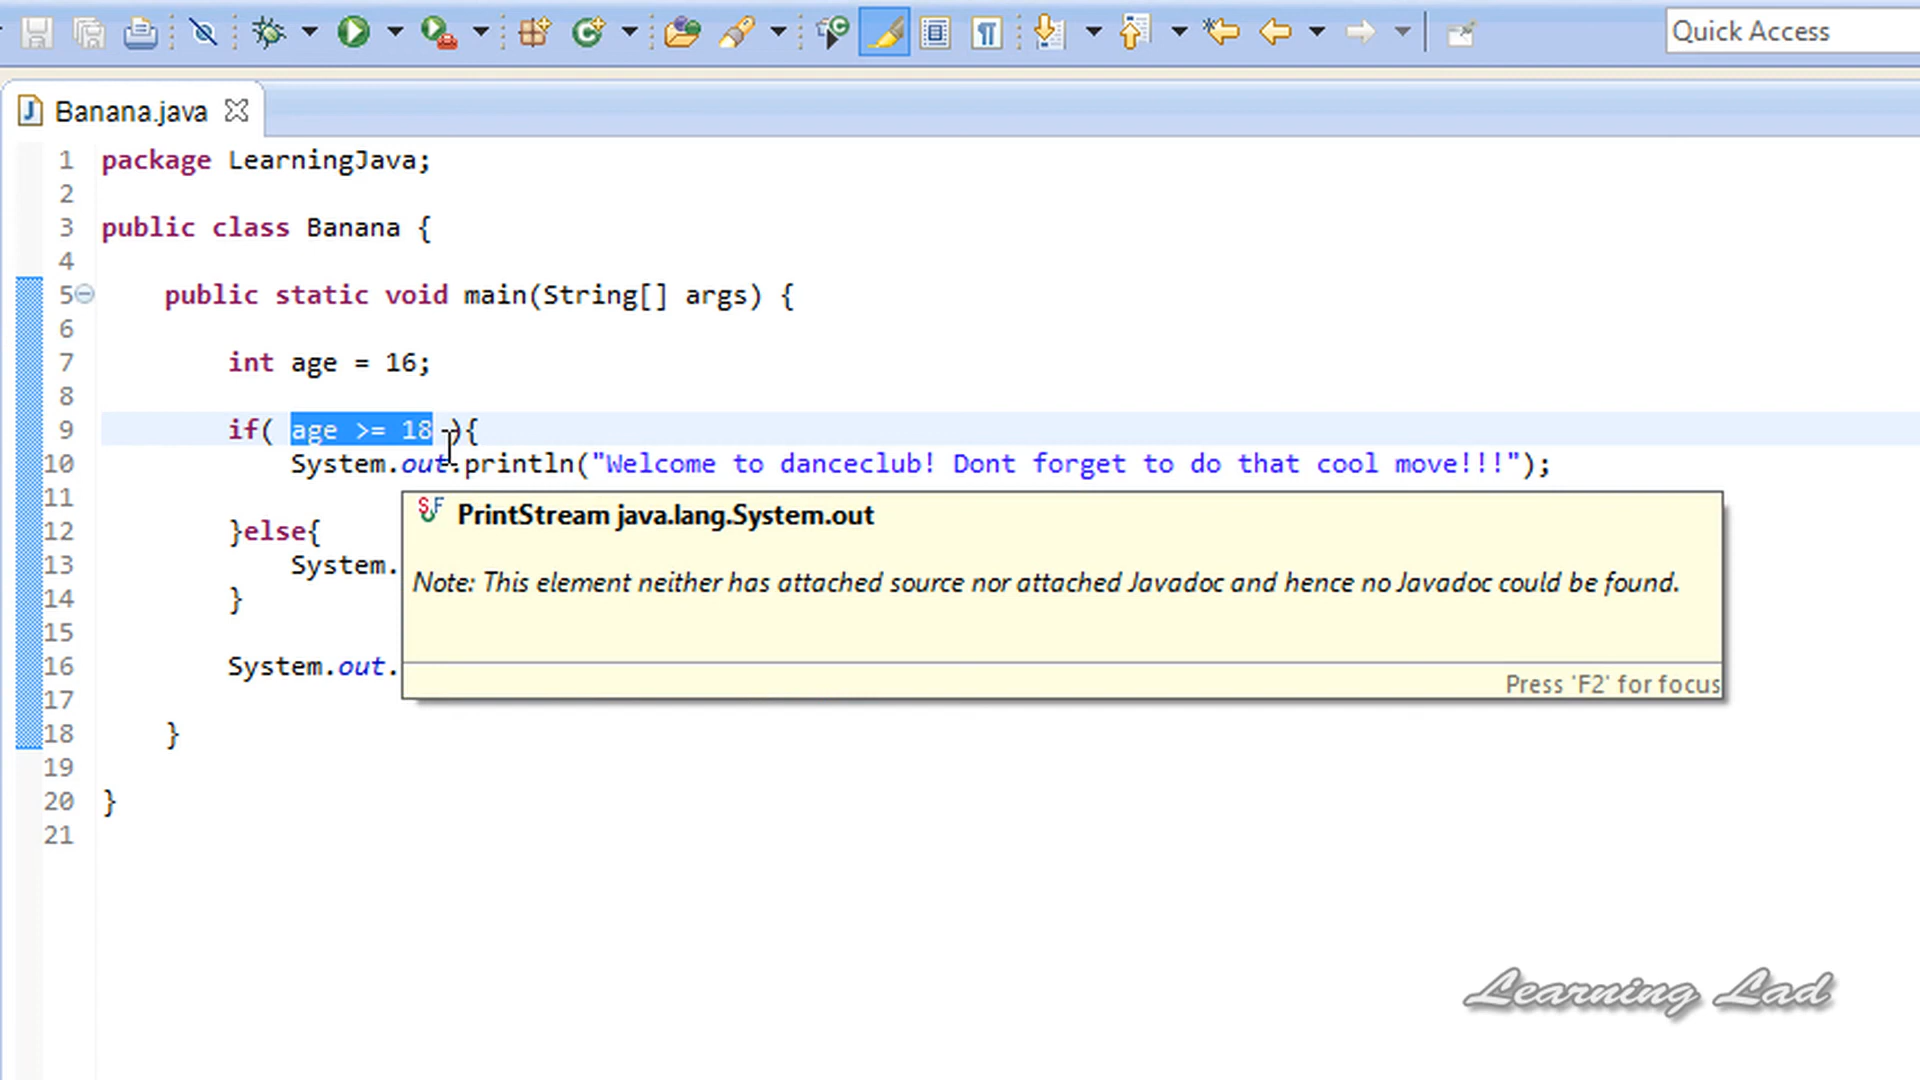 Quick Access
Banana.java
1 package LearningJava;
2
3 public class Banana {
4
5 public static void main(String[] args) {
6
7 int age = 16;
8
9 if( age >= 18 ){
10 System.out.println("Welcome to danceclub! Dont forget to do that cool move!!!");
11
12 }else{
13 System.
14 }
15
16 System.out.
17
18 }
19
20 }
21
PrintStream java.lang.System.out
Note: This element neither has attached source nor attached Javadoc and hence no Javadoc could be found.
Press 'F2' for focus
Learning Lad